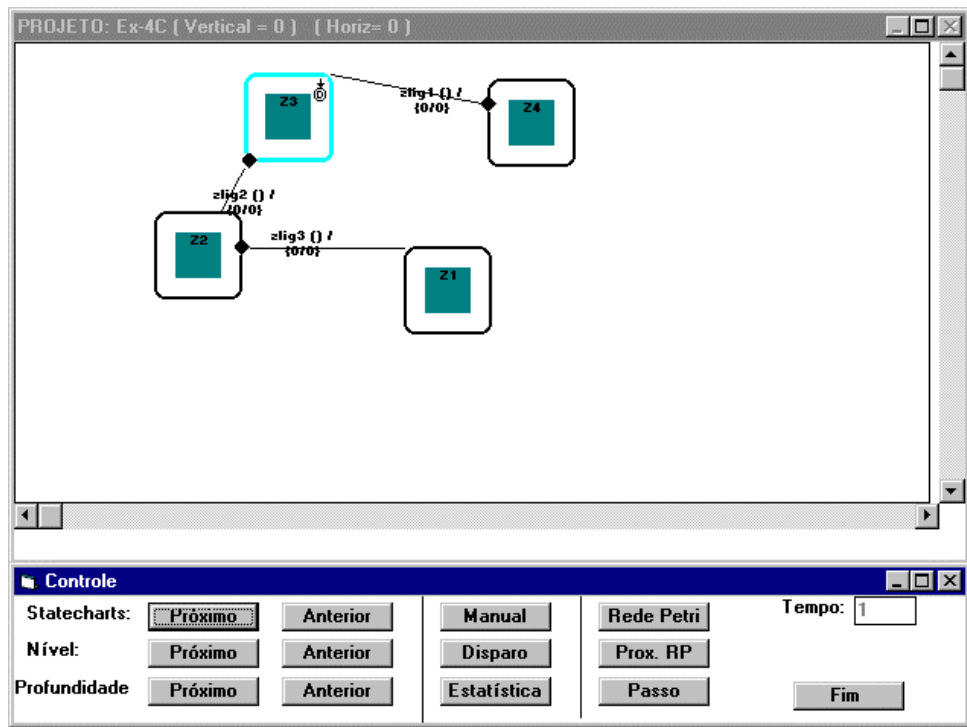 PROJETO: Ex-4C ( Vertical = 0 ) ( Horiz= 0 )
Z3
D
zlig1 () /
{0/0}
Z4
zlig2 () /
{0/0}
Z2
zlig3 () /
{0/0}
Z1
Controle
Statecharts: Próximo Anterior Manual Rede Petri Tempo: 1
Nível: Próximo Anterior Disparo Prox. RP
Profundidade Próximo Anterior Estatística Passo Fim